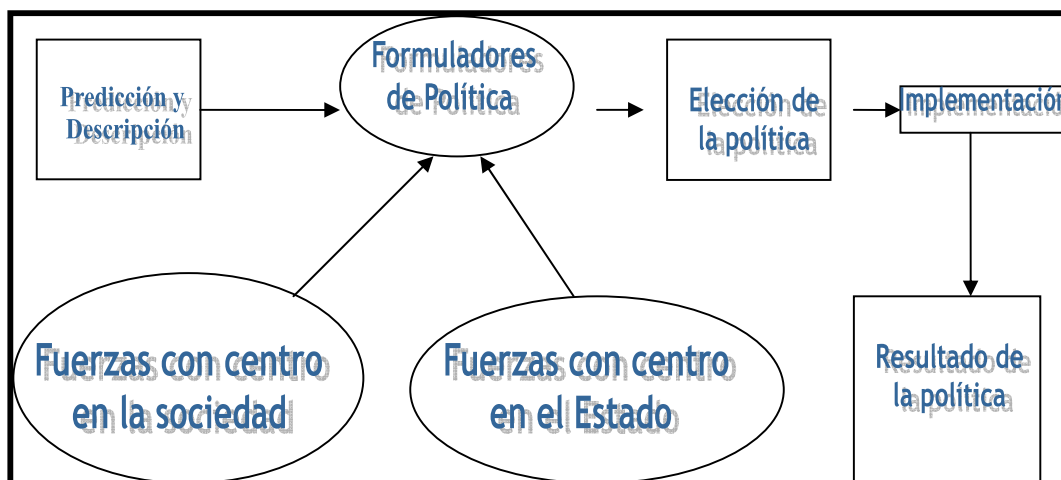 Predicción y
Descripción
Formuladores
de Política
Elección de
la política
Implementación
Fuerzas con centro
en la sociedad
Fuerzas con centro
en el Estado
Resultado de
la política